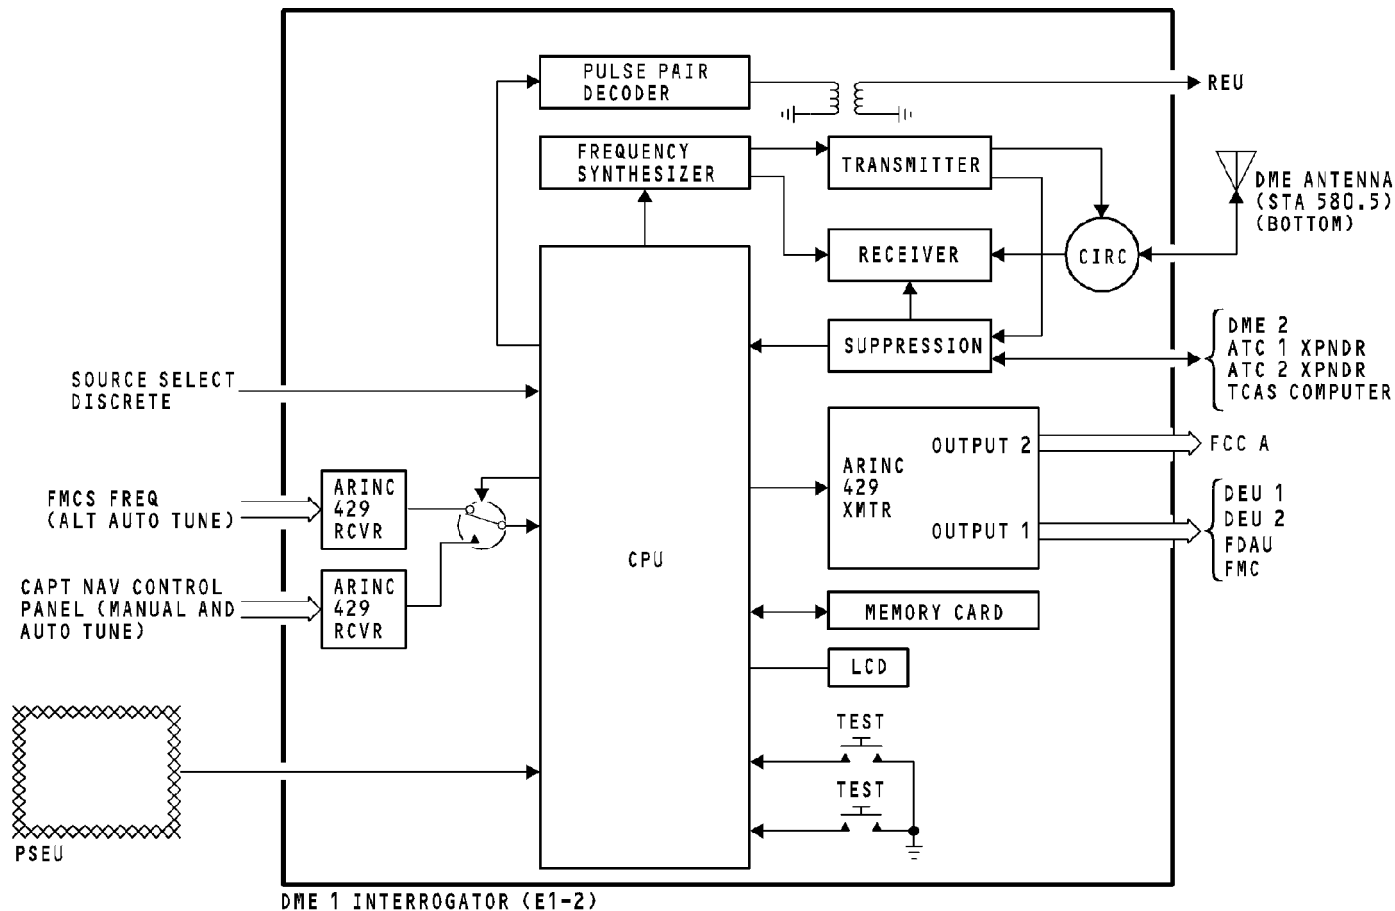 PULSE PAIR
DECODER
REU
FREQUENCY
SYNTHESIZER
TRANSMITTER
DME ANTENNA
(STA 580.5)
(BOTTOM)
RECEIVER
CIRC
SUPPRESSION
DME 2
ATC 1 XPNDR
ATC 2 XPNDR
TCAS COMPUTER
SOURCE SELECT
DISCRETE
OUTPUT 2
FCC A
ARINC
429
XMTR
OUTPUT 1
DEU 1
DEU 2
FDAU
FMC
FMCS FREQ
(ALT AUTO TUNE)
ARINC
429
RCVR
CPU
CAPT NAV CONTROL
PANEL (MANUAL AND
AUTO TUNE)
ARINC
429
RCVR
MEMORY CARD
LCD
TEST
TEST
PSEU
DME 1 INTERROGATOR (E1-2)